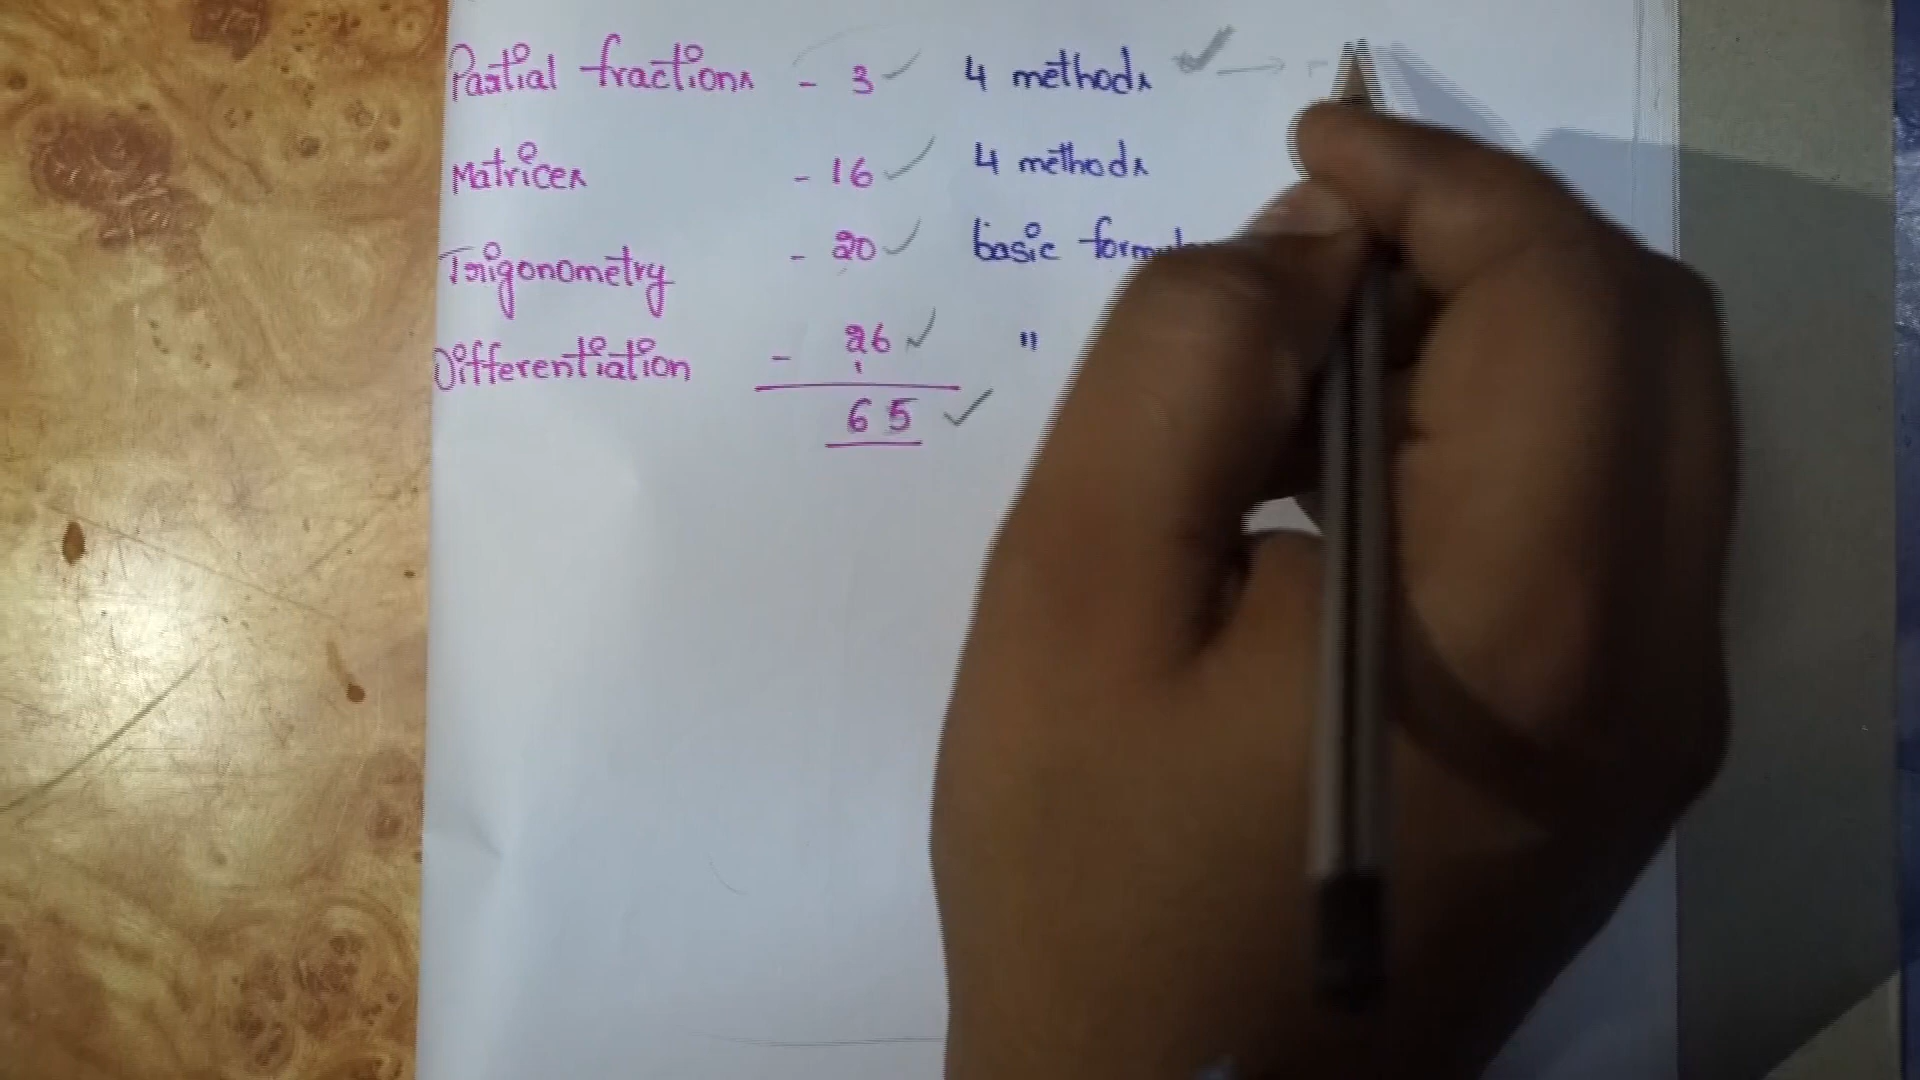 Partial fractions - 3 ✓ 4 methods ✓ →
Matrices - 16 ✓ 4 methods
Trigonometry - 20 ✓ basic
Differentiation - 26 ✓ "
65 ✓